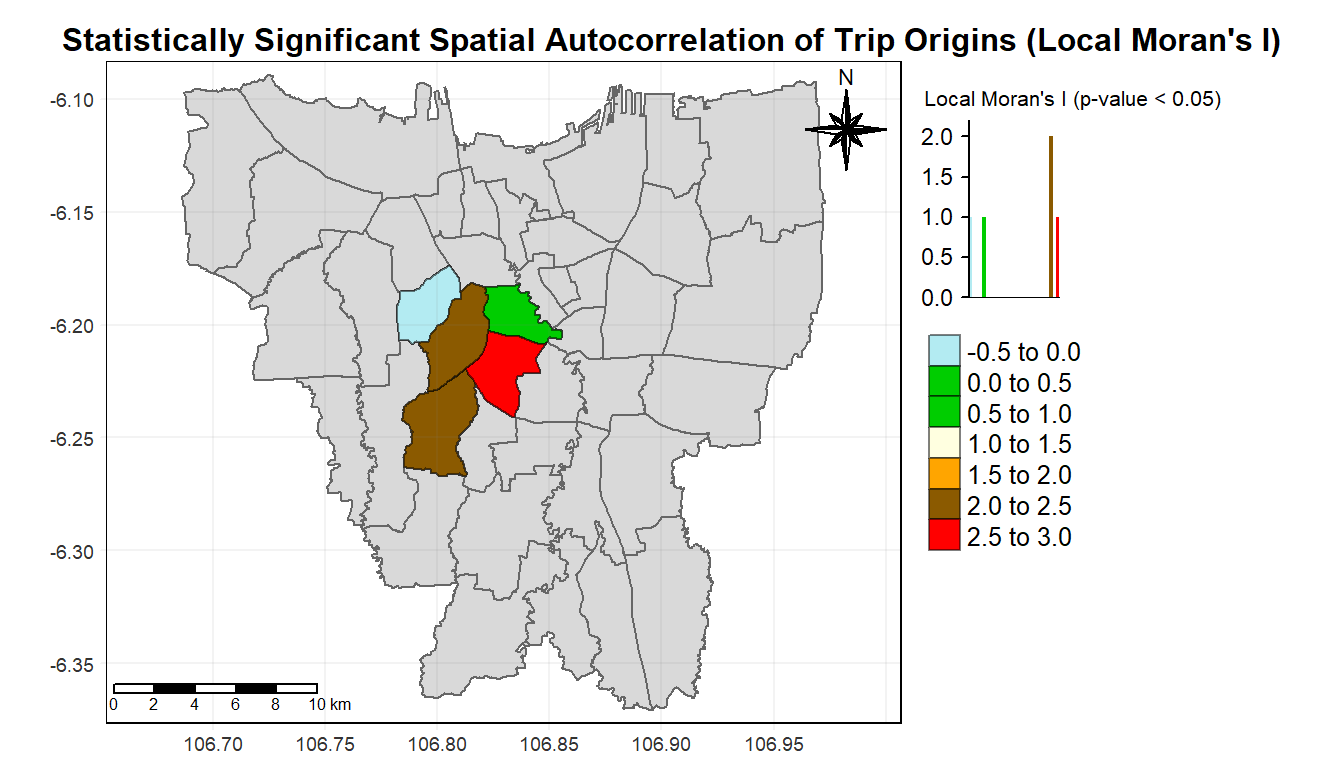 Statistically Significant Spatial Autocorrelation of Trip Origins (Local Moran's I)
N
-6.10
-6.15
-6.20
-6.25
-6.30
-6.35
0 2 4 6 8 10 km
106.70 106.75 106.80 106.85 106.90 106.95
Local Moran's I (p-value < 0.05)
2.0
1.5
1.0
0.5
0.0
-0.5 to 0.0
0.0 to 0.5
0.5 to 1.0
1.0 to 1.5
1.5 to 2.0
2.0 to 2.5
2.5 to 3.0